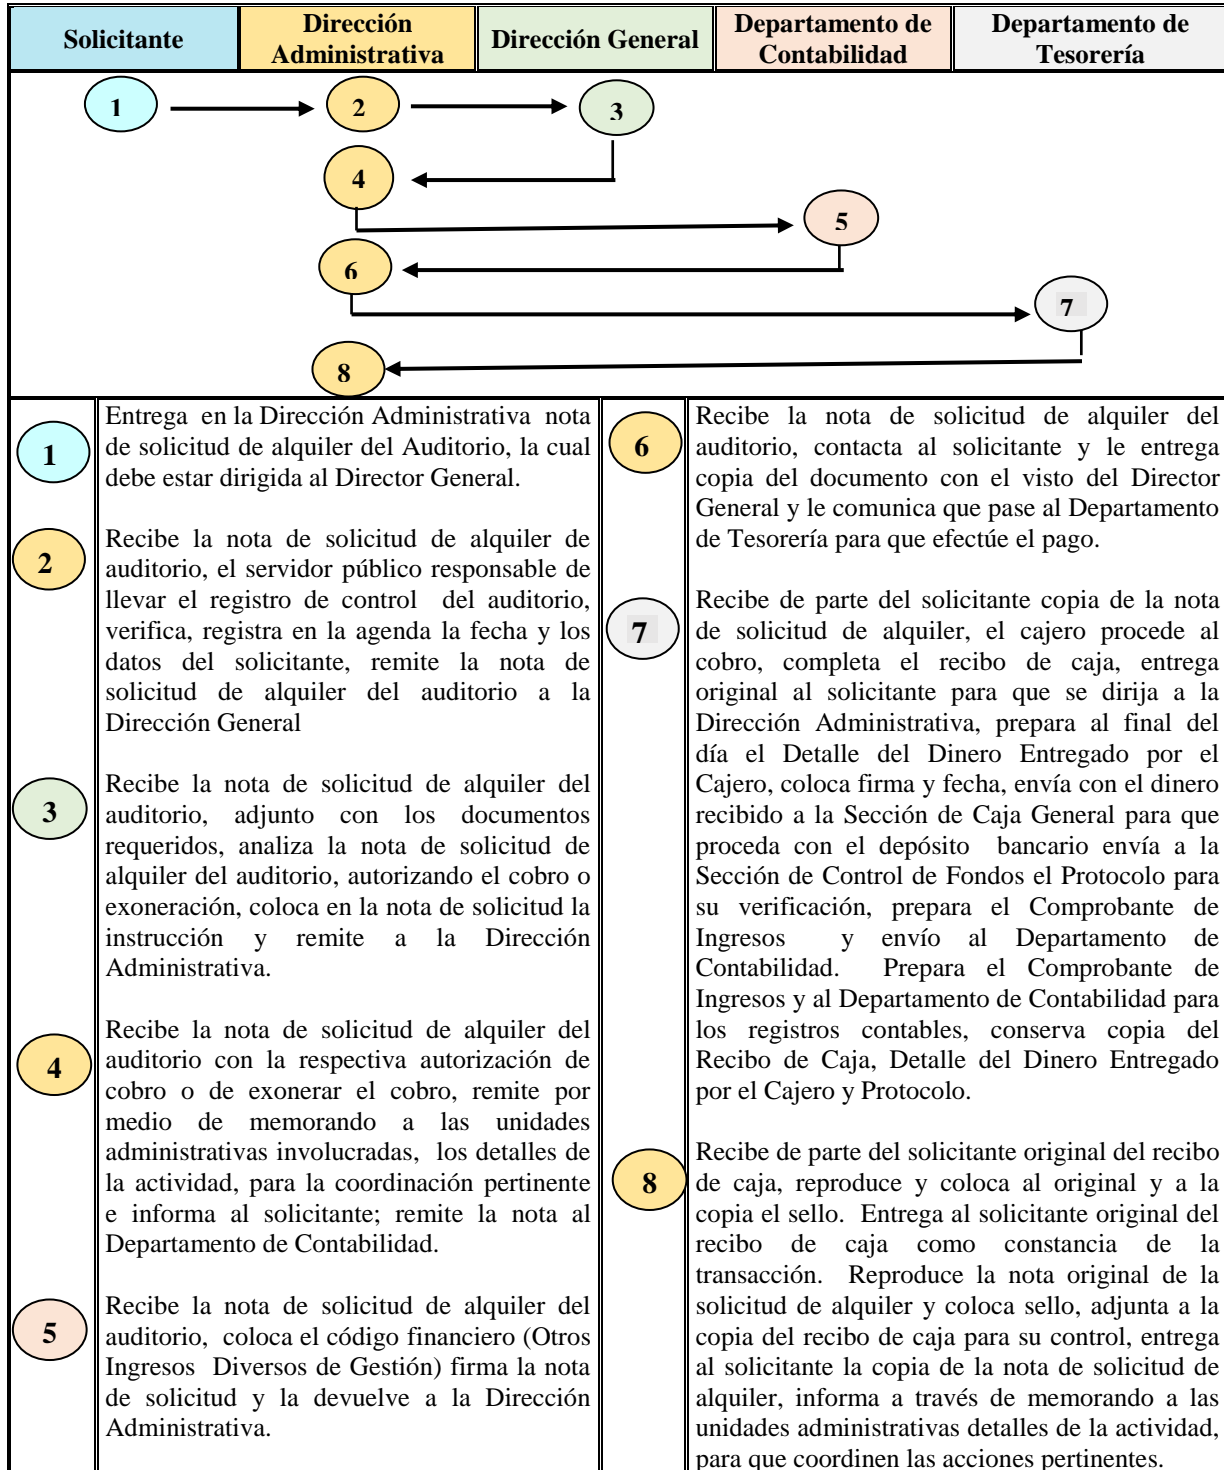 Solicitante
Dirección
Administrativa
Dirección General
Departamento de
Contabilidad
Departamento de
Tesorería
1
2
3
4
5
6
7
8
1
Entrega en la Dirección Administrativa nota
de solicitud de alquiler del Auditorio, la cual
debe estar dirigida al Director General.
2
Recibe la nota de solicitud de alquiler de
auditorio, el servidor público responsable de
llevar el registro de control del auditorio,
verifica, registra en la agenda la fecha y los
datos del solicitante, remite la nota de
solicitud de alquiler del auditorio a la
Dirección General
3
Recibe la nota de solicitud de alquiler del
auditorio, adjunto con los documentos
requeridos, analiza la nota de solicitud de
alquiler del auditorio, autorizando el cobro o
exoneración, coloca en la nota de solicitud la
instrucción y remite a la Dirección
Administrativa.
4
Recibe la nota de solicitud de alquiler del
auditorio con la respectiva autorización de
cobro o de exonerar el cobro, remite por
medio de memorando a las unidades
administrativas involucradas, los detalles de
la actividad, para la coordinación pertinente
e informa al solicitante; remite la nota al
Departamento de Contabilidad.
5
Recibe la nota de solicitud de alquiler del
auditorio, coloca el código financiero (Otros
Ingresos Diversos de Gestión) firma la nota
de solicitud y la devuelve a la Dirección
Administrativa.
6
Recibe la nota de solicitud de alquiler del
auditorio, contacta al solicitante y le entrega
copia del documento con el visto del Director
General y le comunica que pase al Departamento
de Tesorería para que efectúe el pago.
7
Recibe de parte del solicitante copia de la nota
de solicitud de alquiler, el cajero procede al
cobro, completa el recibo de caja, entrega
original al solicitante para que se dirija a la
Dirección Administrativa, prepara al final del
día el Detalle del Dinero Entregado por el
Cajero, coloca firma y fecha, envía con el dinero
recibido a la Sección de Caja General para que
proceda con el depósito bancario envía a la
Sección de Control de Fondos el Protocolo para
su verificación, prepara el Comprobante de
Ingresos y envío al Departamento de
Contabilidad. Prepara el Comprobante de
Ingresos y al Departamento de Contabilidad para
los registros contables, conserva copia del
Recibo de Caja, Detalle del Dinero Entregado
por el Cajero y Protocolo.
8
Recibe de parte del solicitante original del recibo
de caja, reproduce y coloca al original y a la
copia el sello. Entrega al solicitante original del
recibo de caja como constancia de la
transacción. Reproduce la nota original de la
solicitud de alquiler y coloca sello, adjunta a la
copia del recibo de caja para su control, entrega
al solicitante la copia de la nota de solicitud de
alquiler, informa a través de memorando a las
unidades administrativas detalles de la actividad,
para que coordinen las acciones pertinentes.